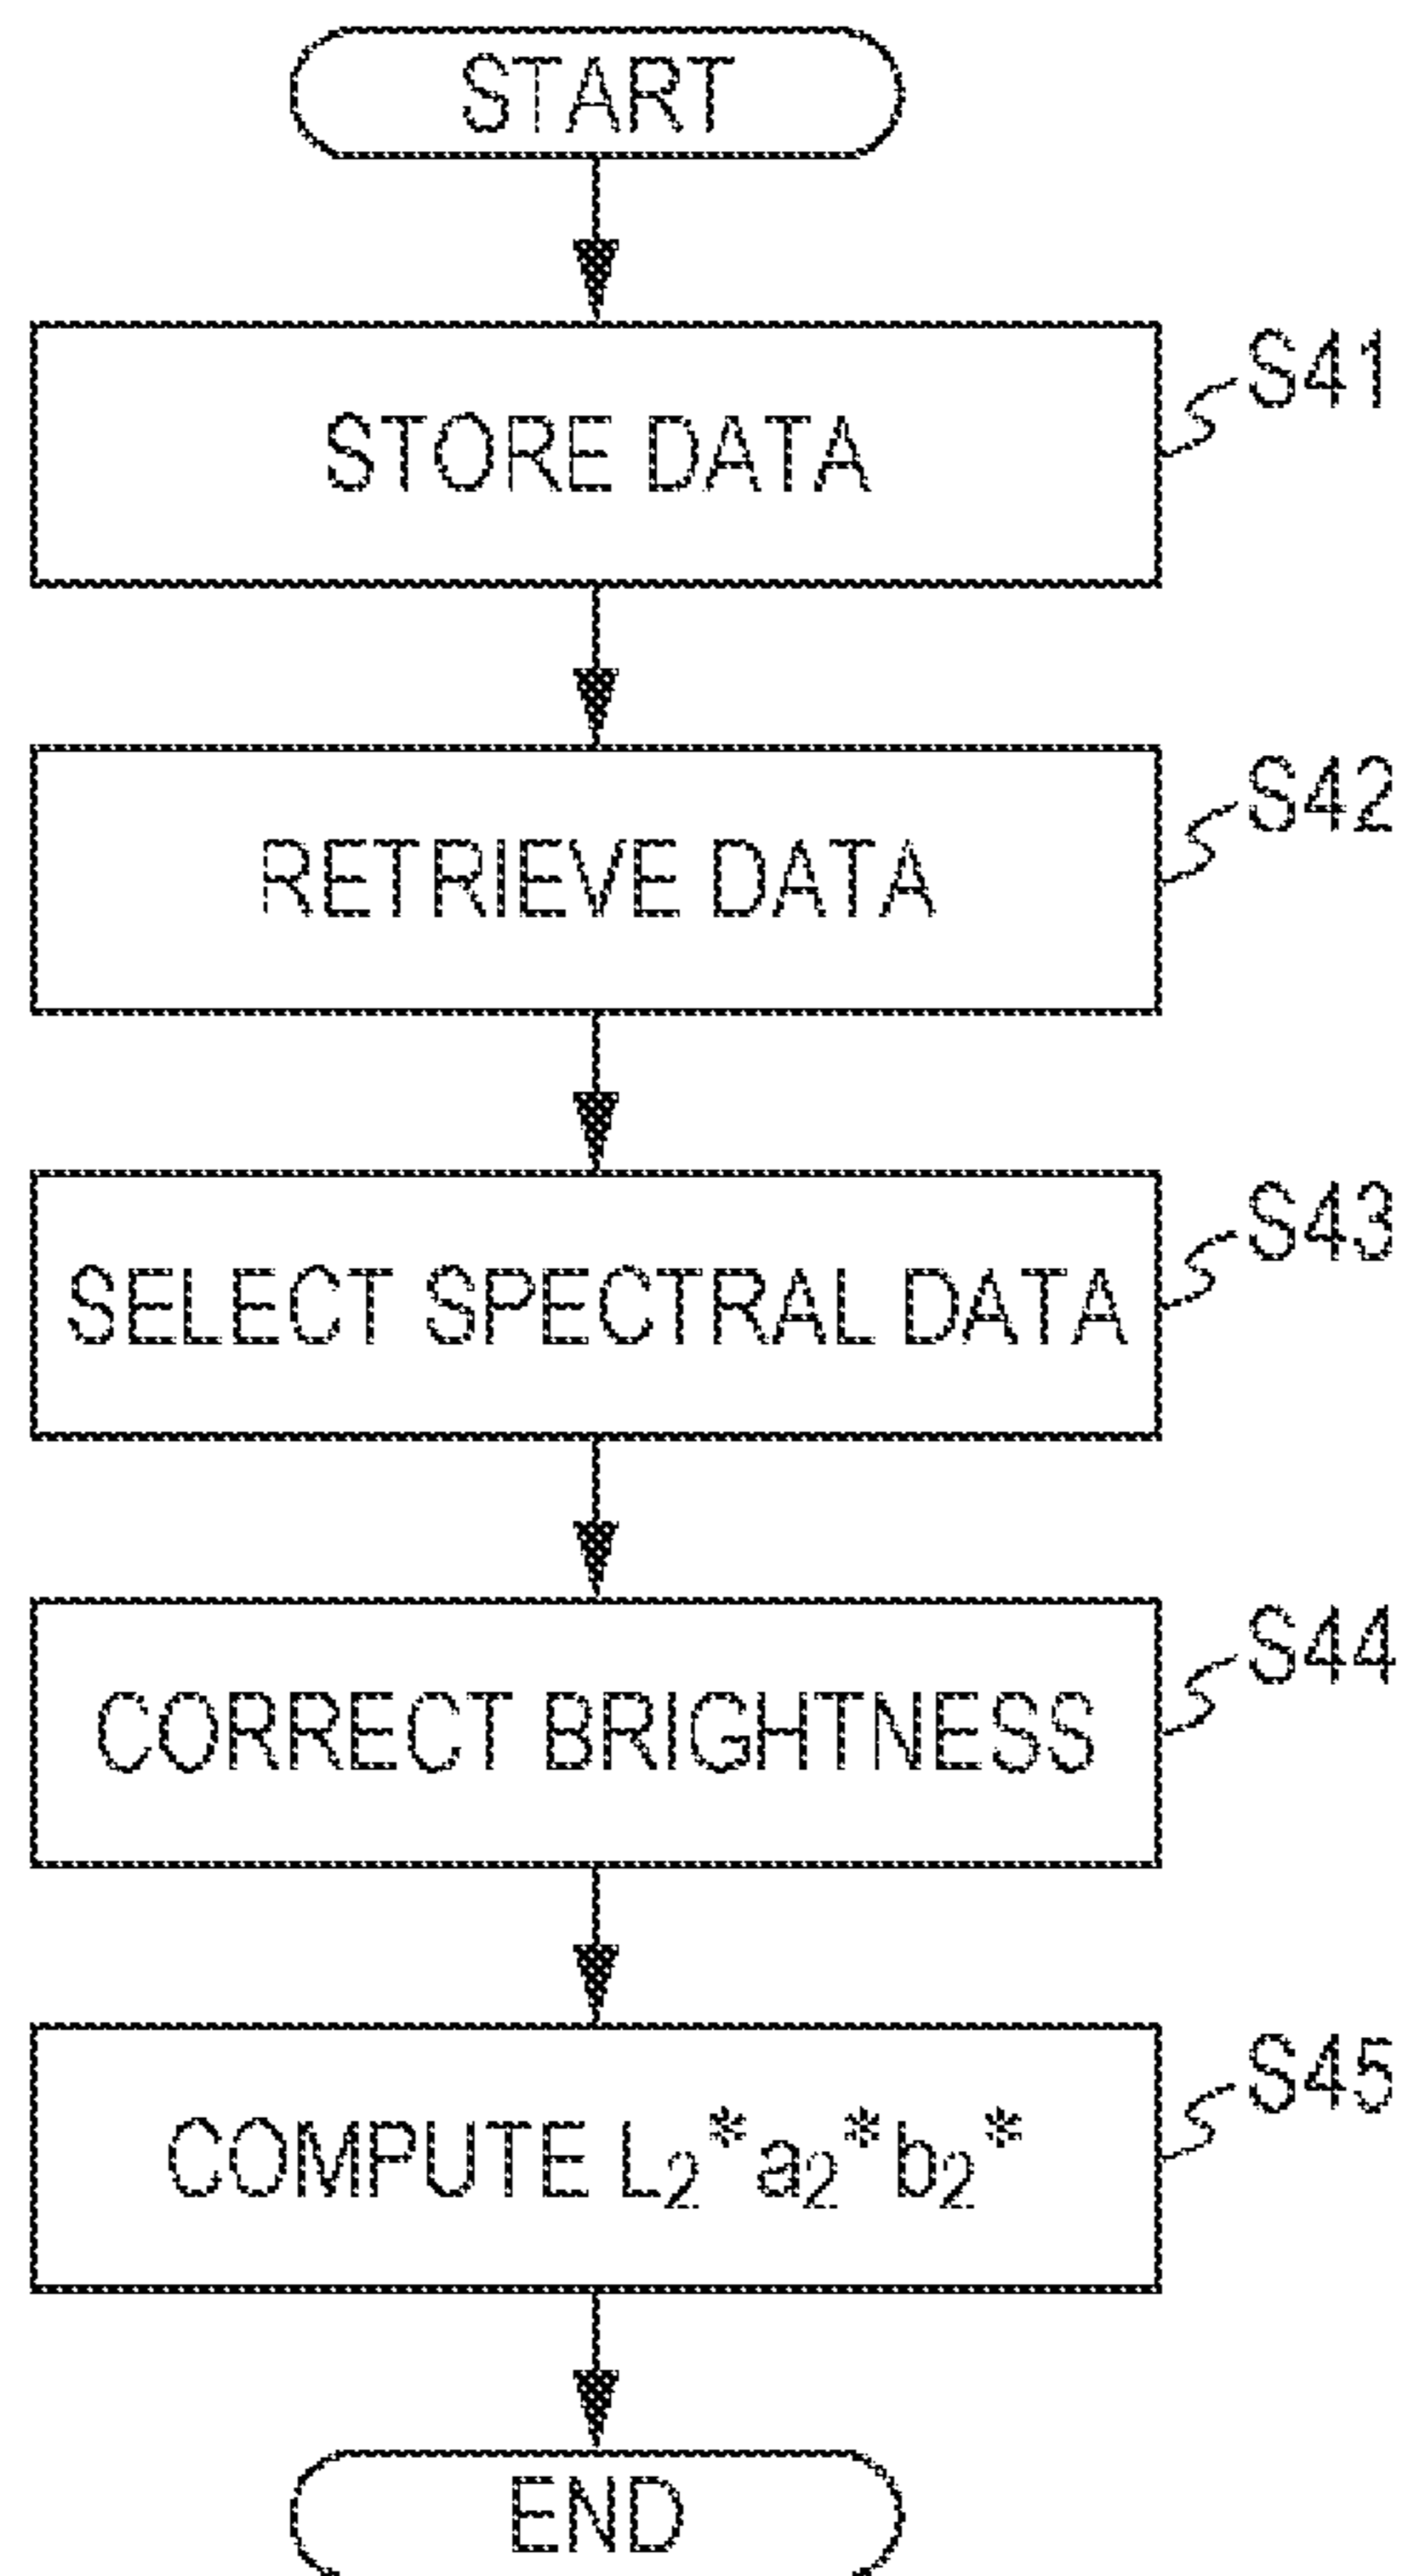 START
S41
STORE DATA
S42
RETRIEVE DATA
S43
SELECT SPECTRAL DATA
S44
CORRECT BRIGHTNESS
S45
COMPUTE L₂*a₂*b₂*
END